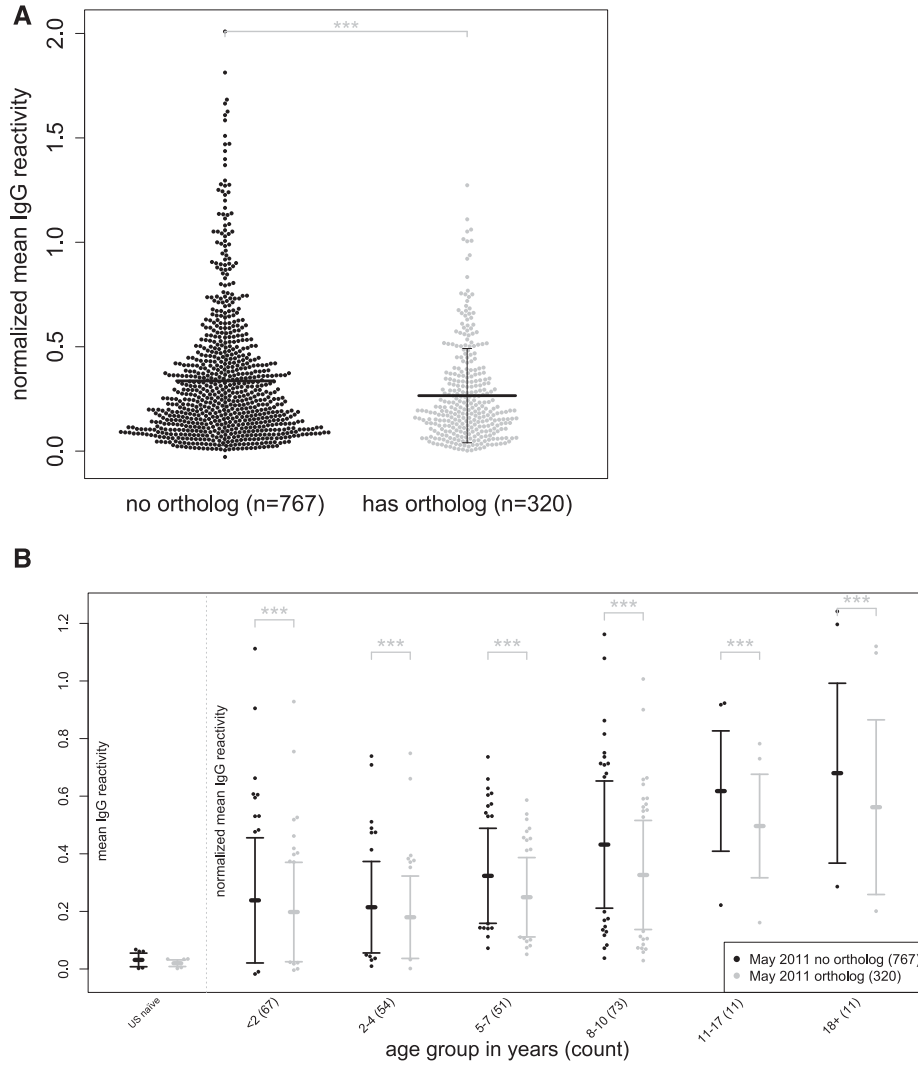 A
***
2.0
1.5
1.0
0.5
0.0
normalized mean IgG reactivity
no ortholog (n=767)
has ortholog (n=320)
B
*** *** *** *** *** ***
1.2
1.0
0.8
0.6
0.4
0.2
0.0
mean IgG reactivity
normalized mean IgG reactivity
May 2011 no ortholog (767)
May 2011 ortholog (320)
US naïve
<2 (67)
2-4 (54)
5-7 (51)
8-10 (73)
11-17 (11)
18+ (11)
age group in years (count)